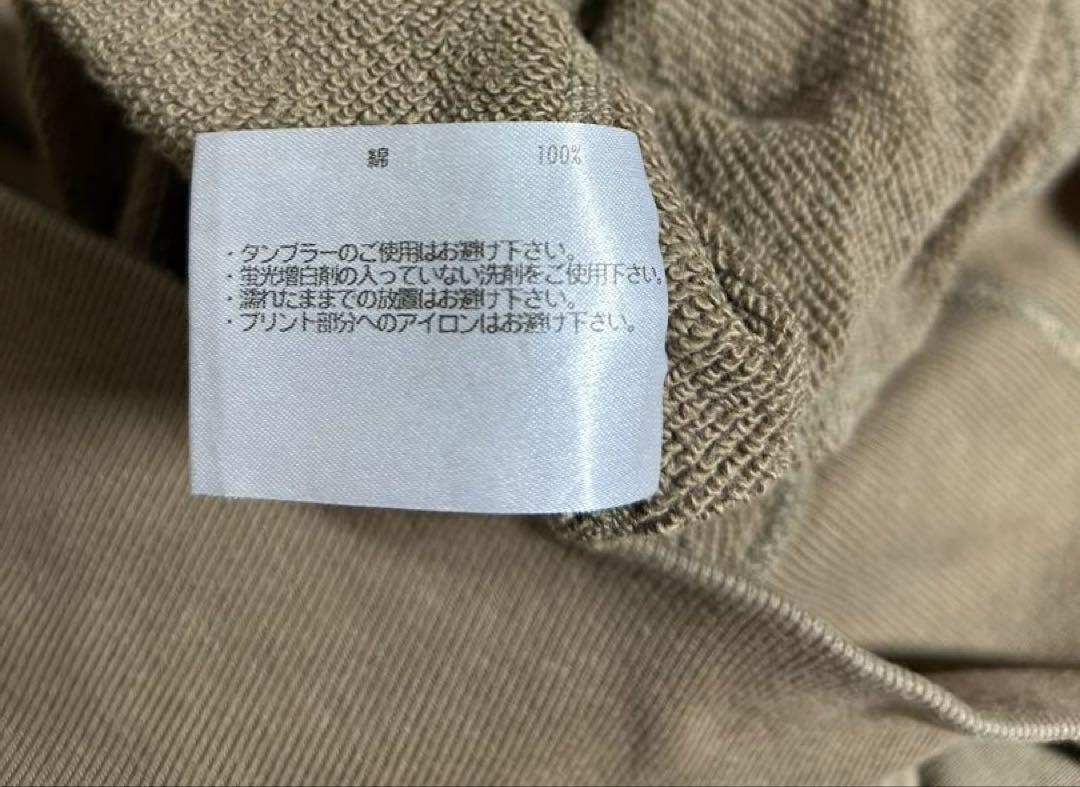 綿 100%
・タンブラーのご使用はお避け下さい。
・蛍光増白剤の入っていない洗剤をご使用下さい。
・濡れたままでの放置はお避け下さい。
・プリント部分へのアイロンはお避け下さい。